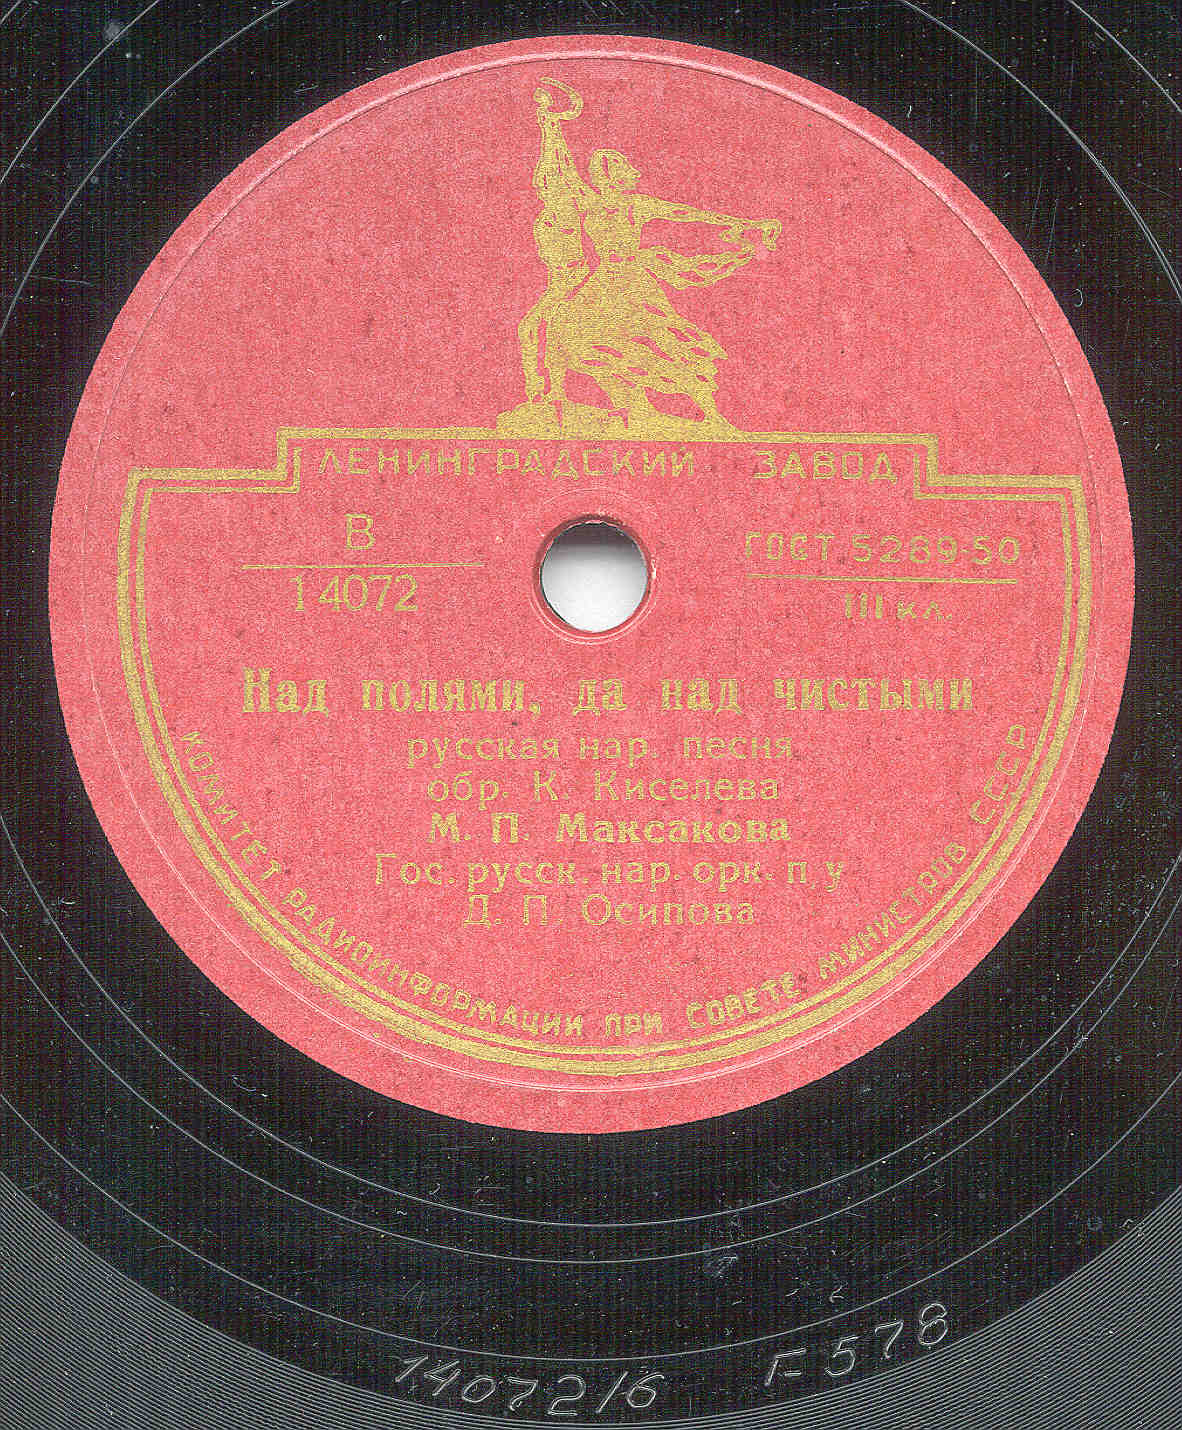 ЛЕНИНГРАДСКИЙ ЗАВОД
В
14072
ГОСТ 5289-50
III кл.
Над полями, да над чистыми
русская нар. песня
обр. К. Киселева
М. П. Максакова
Гос. русск. нар. орк. п/у
Д. П. Осипова
КОМИТЕТ РАДИОИНФОРМАЦИИ ПРИ СОВЕТЕ МИНИСТРОВ СССР
14072/6 F 578